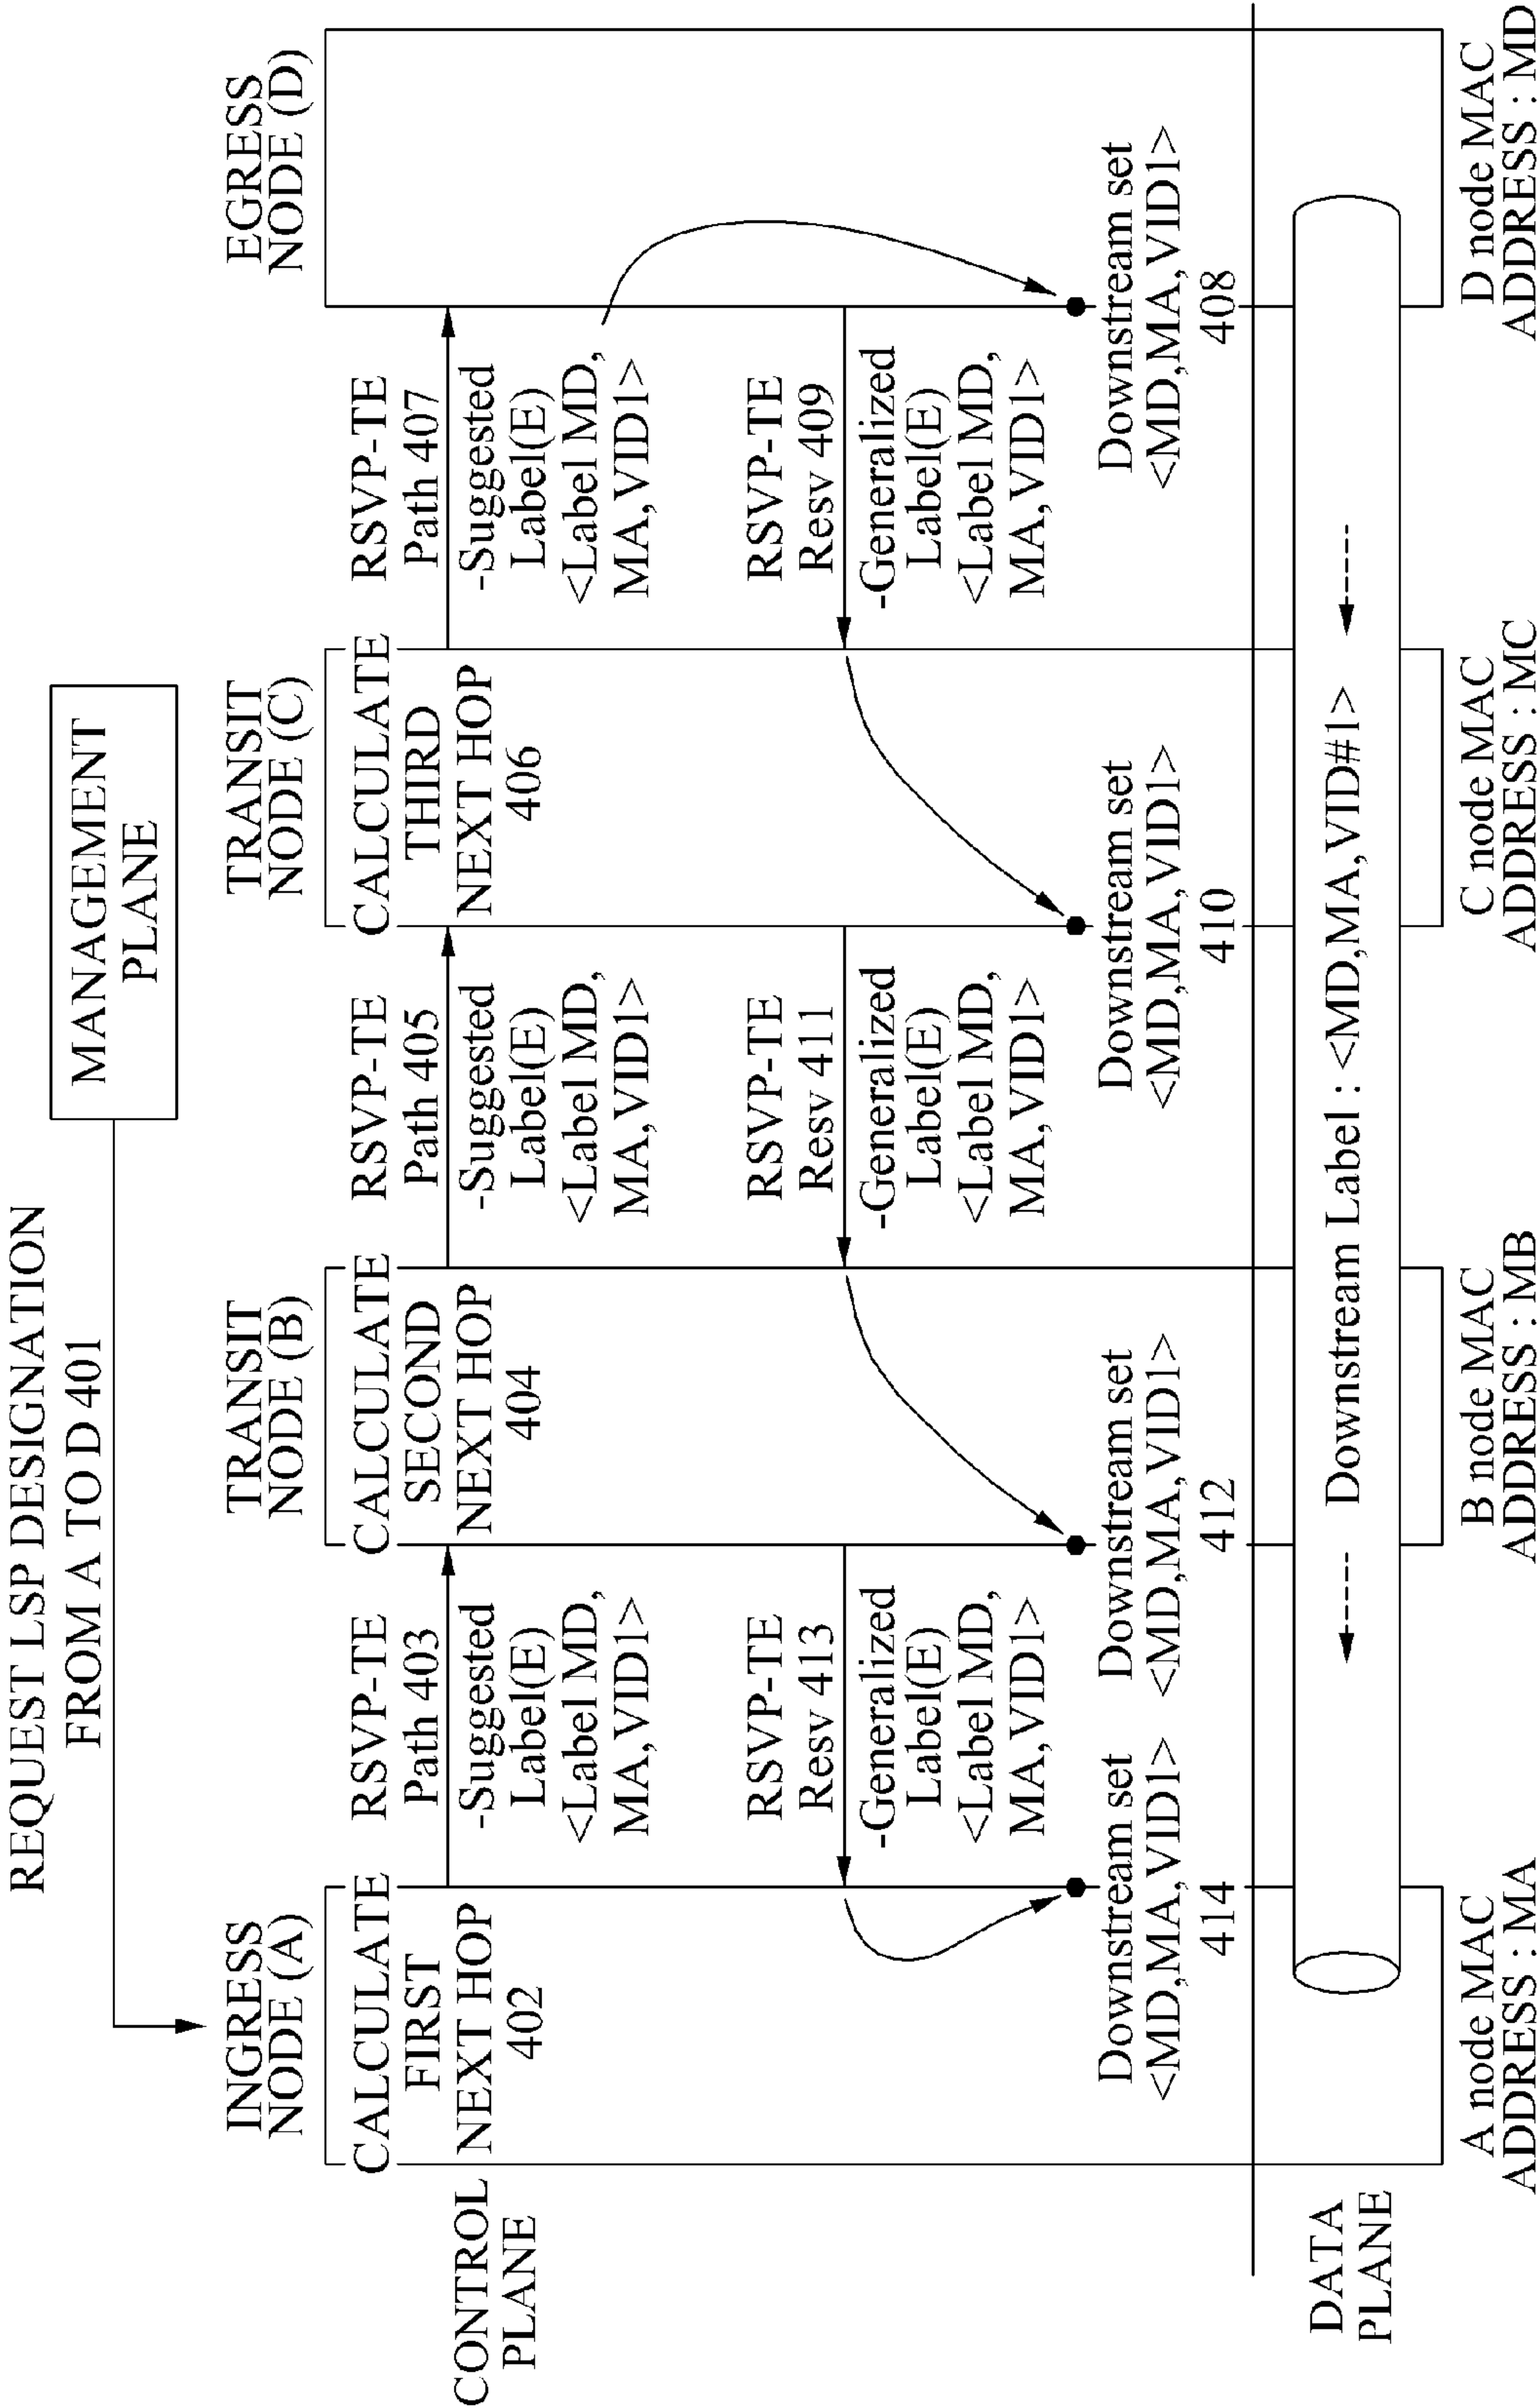 REQUEST LSP DESIGNATION
FROM A TO D 401
MANAGEMENT
PLANE
INGRESS
NODE (A)
TRANSIT
NODE (B)
TRANSIT
NODE (C)
EGRESS
NODE (D)
CONTROL
PLANE
CALCULATE
FIRST
NEXT HOP
402
RSVP-TE
Path 403
-Suggested
Label(E)
<Label MD,
MA,VID1>
CALCULATE
SECOND
NEXT HOP
404
RSVP-TE
Path 405
-Suggested
Label(E)
<Label MD,
MA,VID1>
CALCULATE
THIRD
NEXT HOP
406
RSVP-TE
Path 407
-Suggested
Label(E)
<Label MD,
MA,VID1>
RSVP-TE
Resv 413
-Generalized
Label(E)
<Label MD,
MA,VID1>
RSVP-TE
Resv 411
-Generalized
Label(E)
<Label MD,
MA,VID1>
RSVP-TE
Resv 409
-Generalized
Label(E)
<Label MD,
MA,VID1>
Downstream set
<MD,MA,VID1>
414
Downstream set
<MD,MA,VID1>
412
Downstream set
<MD,MA,VID1>
410
Downstream set
<MD,MA,VID1>
408
DATA
PLANE
Downstream Label : <MD,MA,VID#1>
A node MAC
ADDRESS : MA
B node MAC
ADDRESS : MB
C node MAC
ADDRESS : MC
D node MAC
ADDRESS : MD